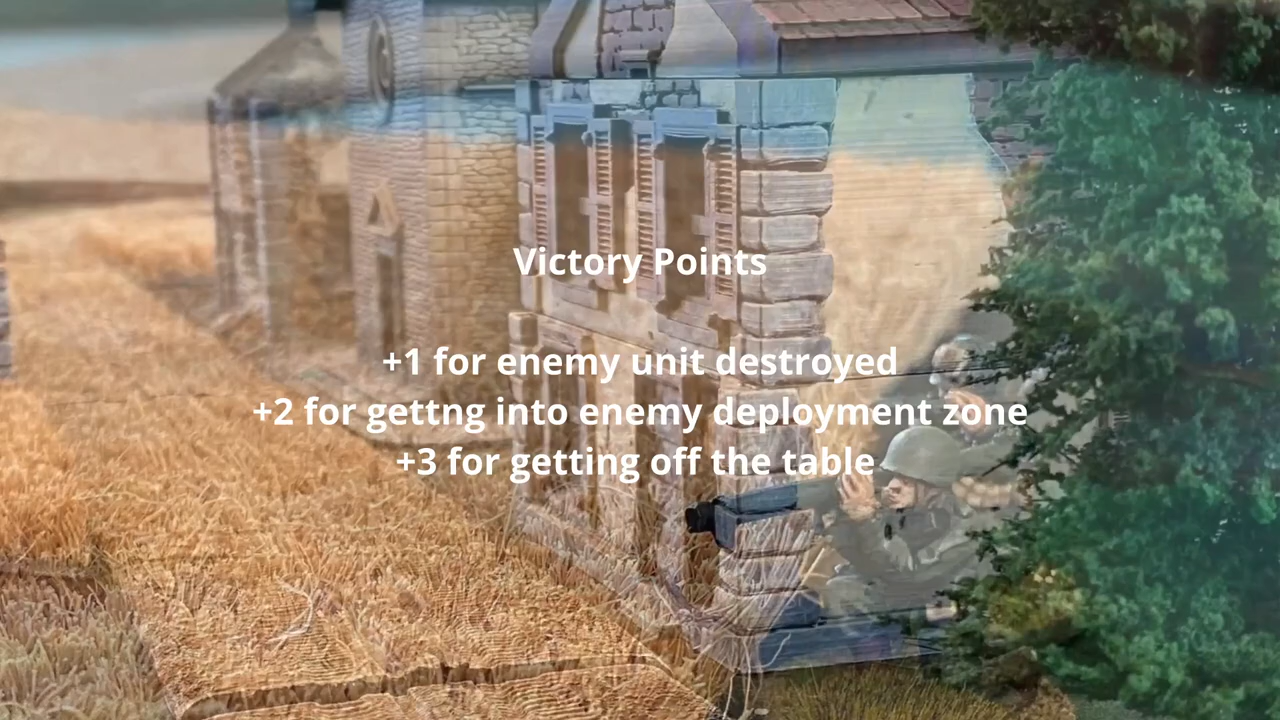 Victory Points
+1 for enemy unit destroyed
+2 for gettng into enemy deployment zone
+3 for getting off the table